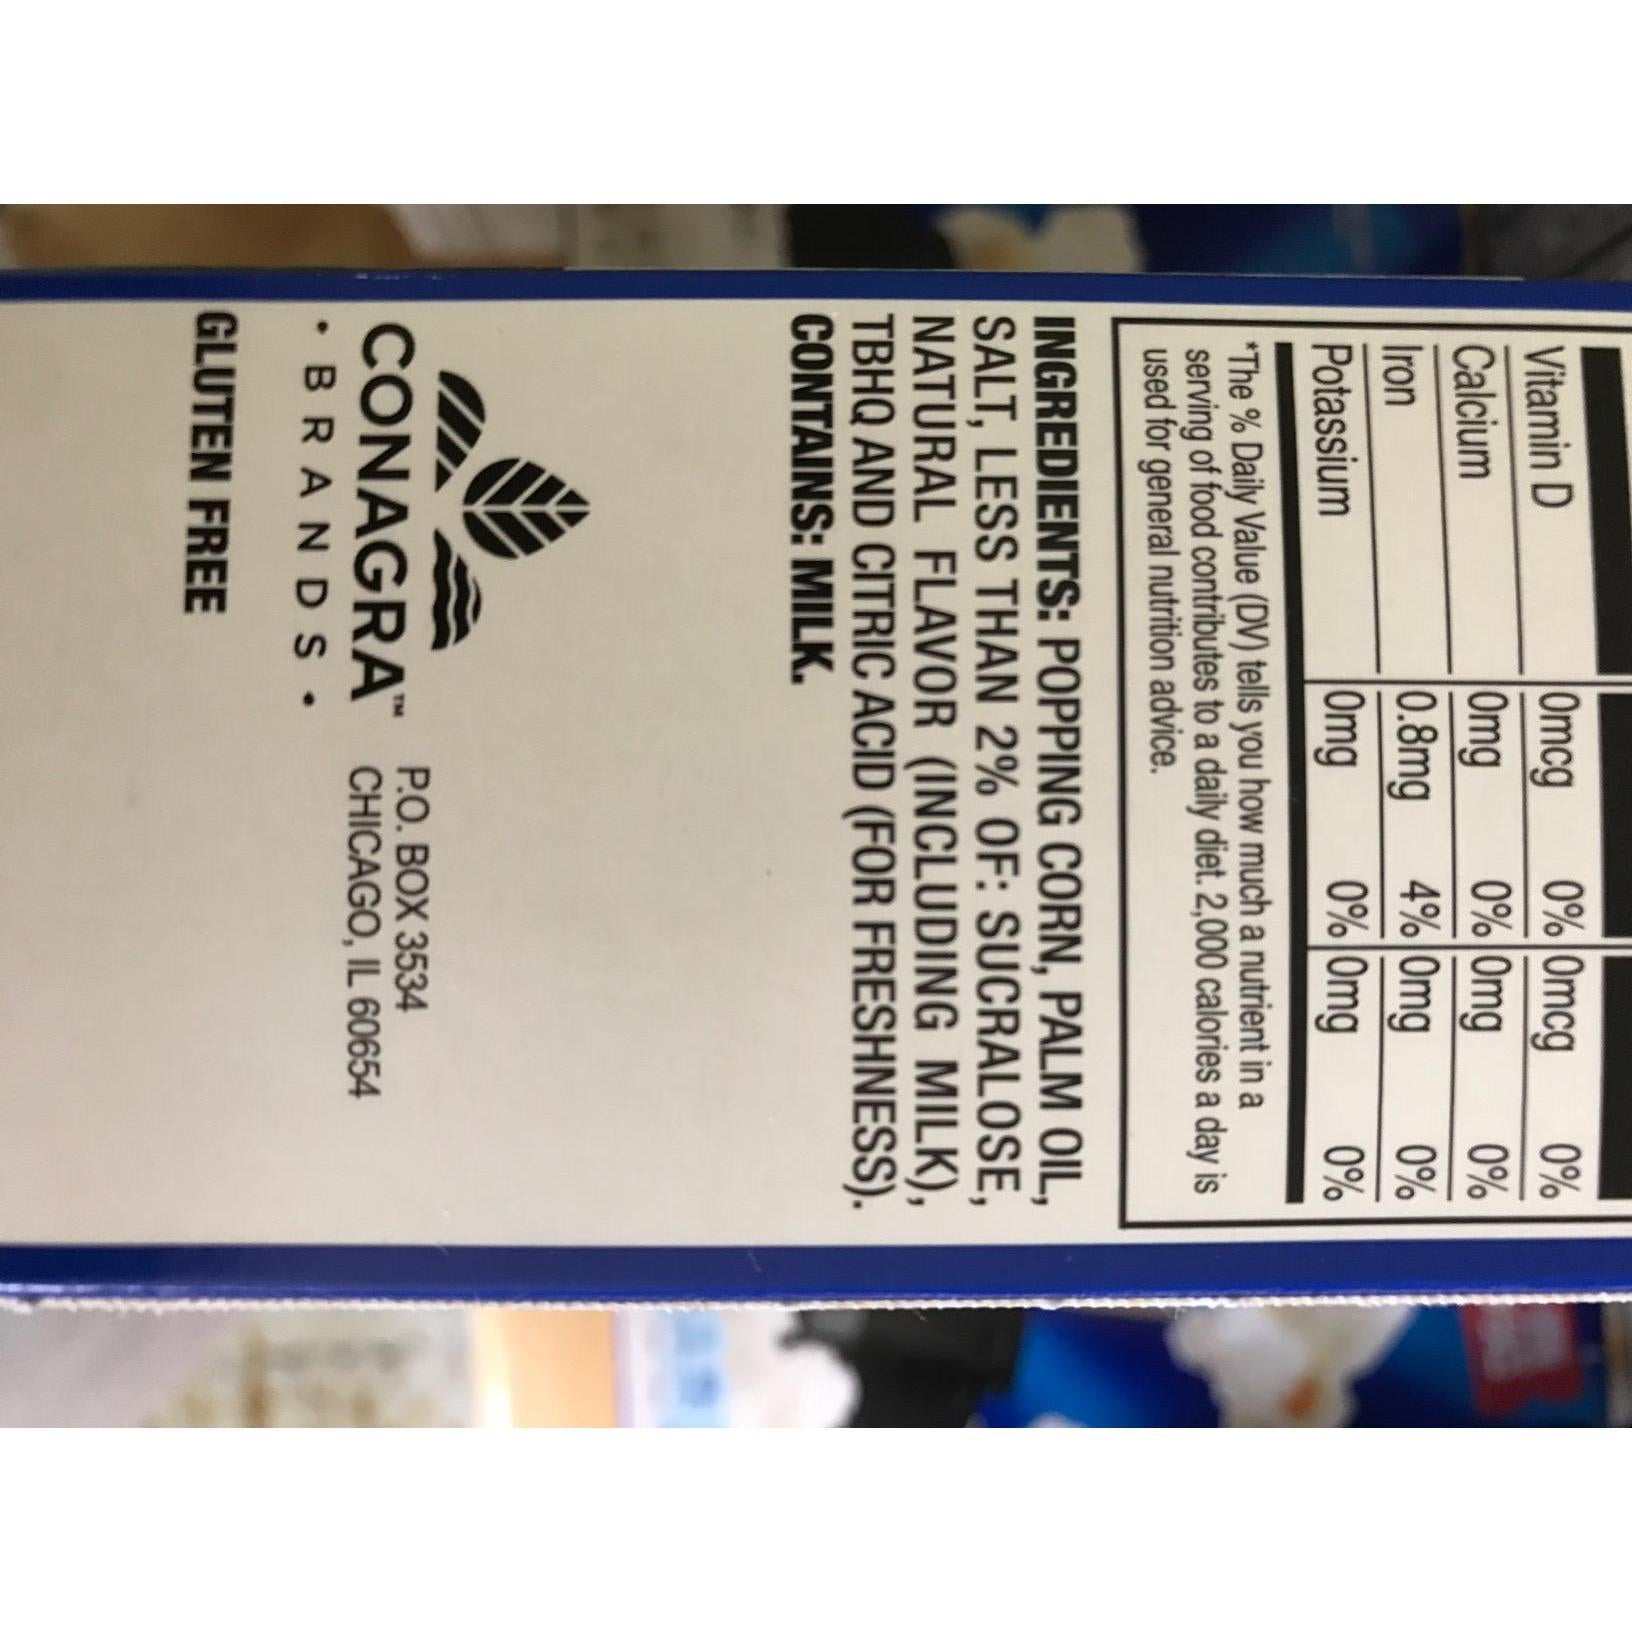 Vitamin D 0mcg 0% 0mcg 0%
Calcium 0mg 0% 0mg 0%
Iron 0.8mg 4% 0mg 0%
Potassium 0mg 0% 0mg 0%
*The % Daily Value (DV) tells you how much a nutrient in a
serving of food contributes to a daily diet. 2,000 calories a day is
used for general nutrition advice.
INGREDIENTS: POPPING CORN, PALM OIL,
SALT, LESS THAN 2% OF: SUCRALOSE,
NATURAL FLAVOR (INCLUDING MILK),
TBHQ AND CITRIC ACID (FOR FRESHNESS).
CONTAINS: MILK.
CONAGRA™
• BRANDS •
P.O. BOX 3534
CHICAGO, IL 60654
GLUTEN FREE